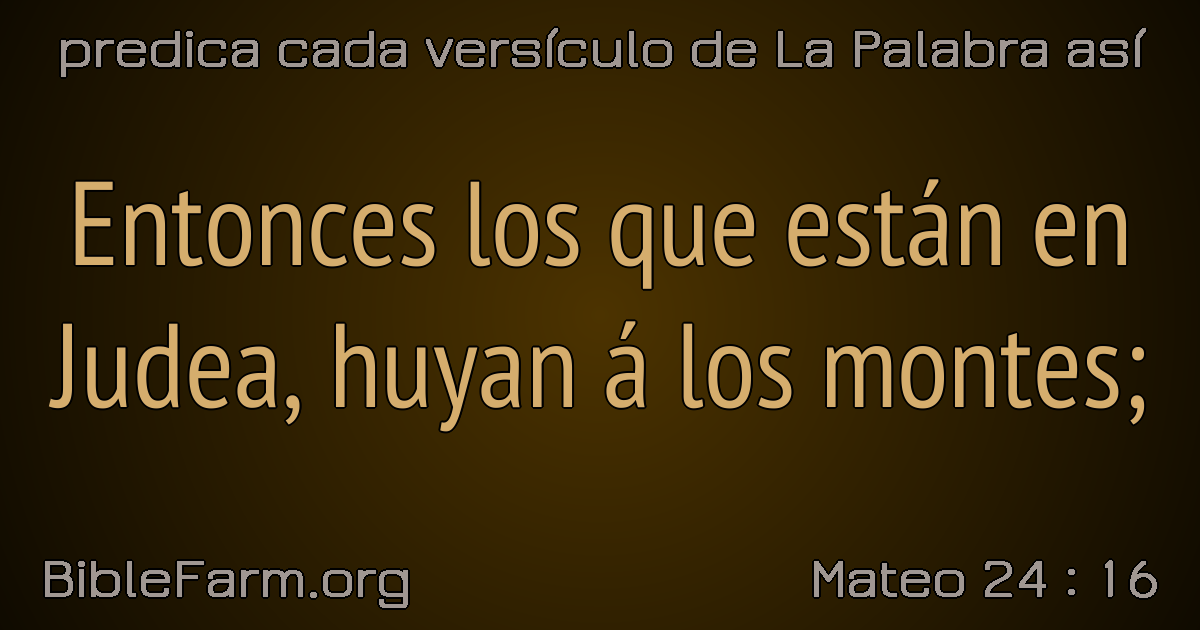 predica cada versículo de La Palabra así
Entonces los que están en
Judea, huyan á los montes;
BibleFarm.org
Mateo 24 : 16